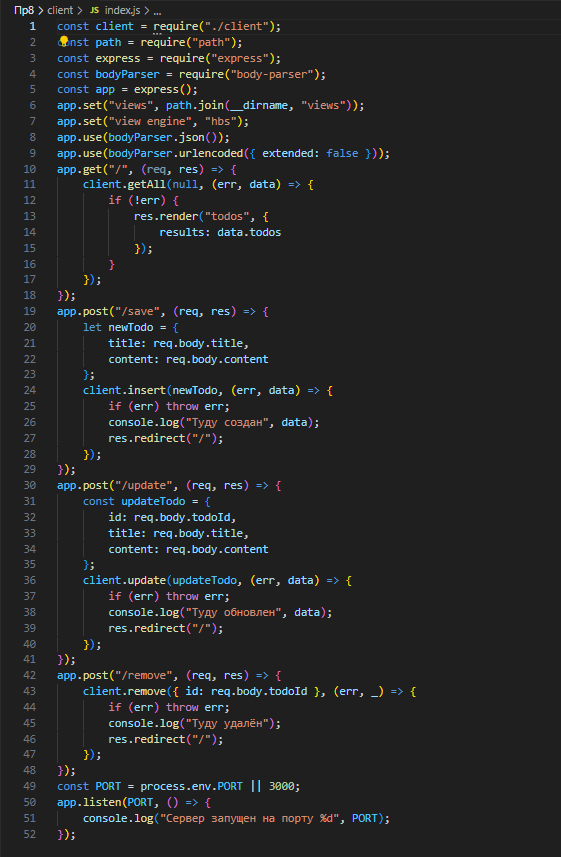 Пр8 > client > JS index.js > ...
1 const client = require("./client");
2 const path = require("path");
3 const express = require("express");
4 const bodyParser = require("body-parser");
5 const app = express();
6 app.set("views", path.join(__dirname, "views"));
7 app.set("view engine", "hbs");
8 app.use(bodyParser.json());
9 app.use(bodyParser.urlencoded({ extended: false }));
10 app.get("/", (req, res) => {
11     client.getAll(null, (err, data) => {
12         if (!err) {
13             res.render("todos", {
14                 results: data.todos
15             });
16         }
17     });
18 });
19 app.post("/save", (req, res) => {
20     let newTodo = {
21         title: req.body.title,
22         content: req.body.content
23     };
24     client.insert(newTodo, (err, data) => {
25         if (err) throw err;
26         console.log("Туду создан", data);
27         res.redirect("/");
28     });
29 });
30 app.post("/update", (req, res) => {
31     const updateTodo = {
32         id: req.body.todoId,
33         title: req.body.title,
34         content: req.body.content
35     };
36     client.update(updateTodo, (err, data) => {
37         if (err) throw err;
38         console.log("Туду обновлен", data);
39         res.redirect("/");
40     });
41 });
42 app.post("/remove", (req, res) => {
43     client.remove({ id: req.body.todoId }, (err, _) => {
44         if (err) throw err;
45         console.log("Туду удалён");
46         res.redirect("/");
47     });
48 });
49 const PORT = process.env.PORT || 3000;
50 app.listen(PORT, () => {
51     console.log("Сервер запущен на порту %d", PORT);
52 });